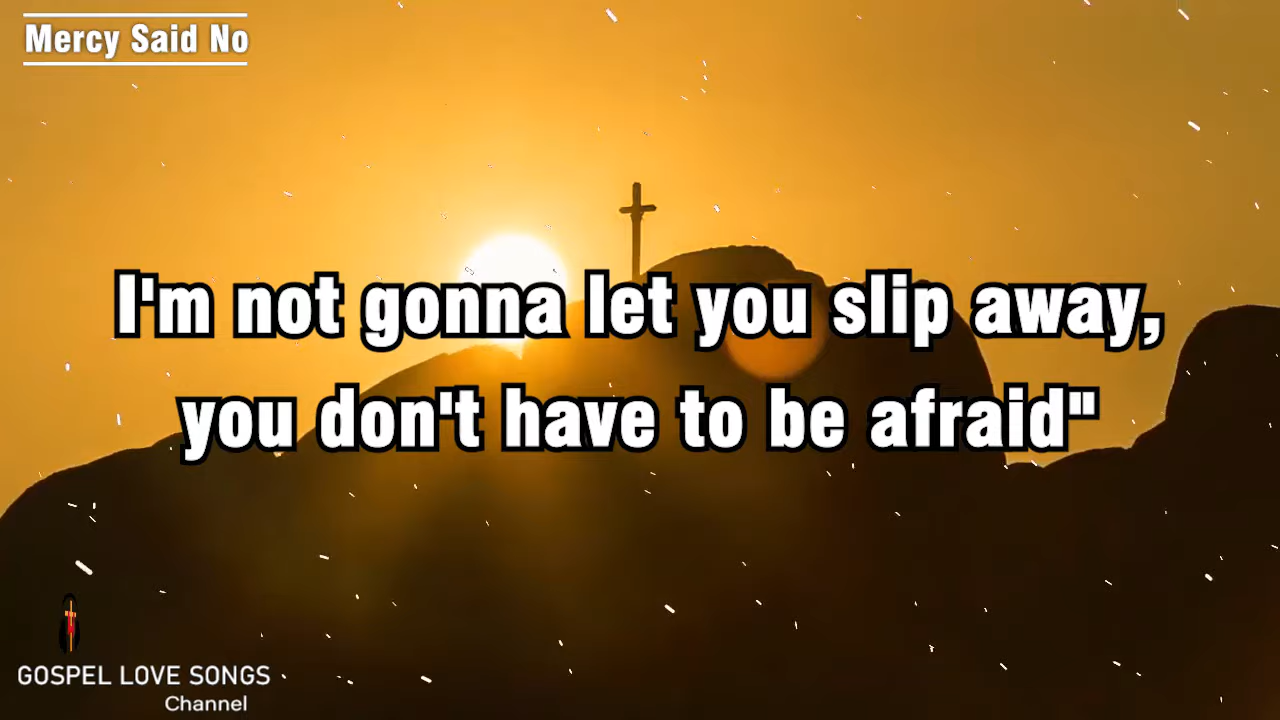 Mercy Said No
I'm not gonna let you slip away,
you don't have to be afraid"
GOSPEL LOVE SONGS
Channel